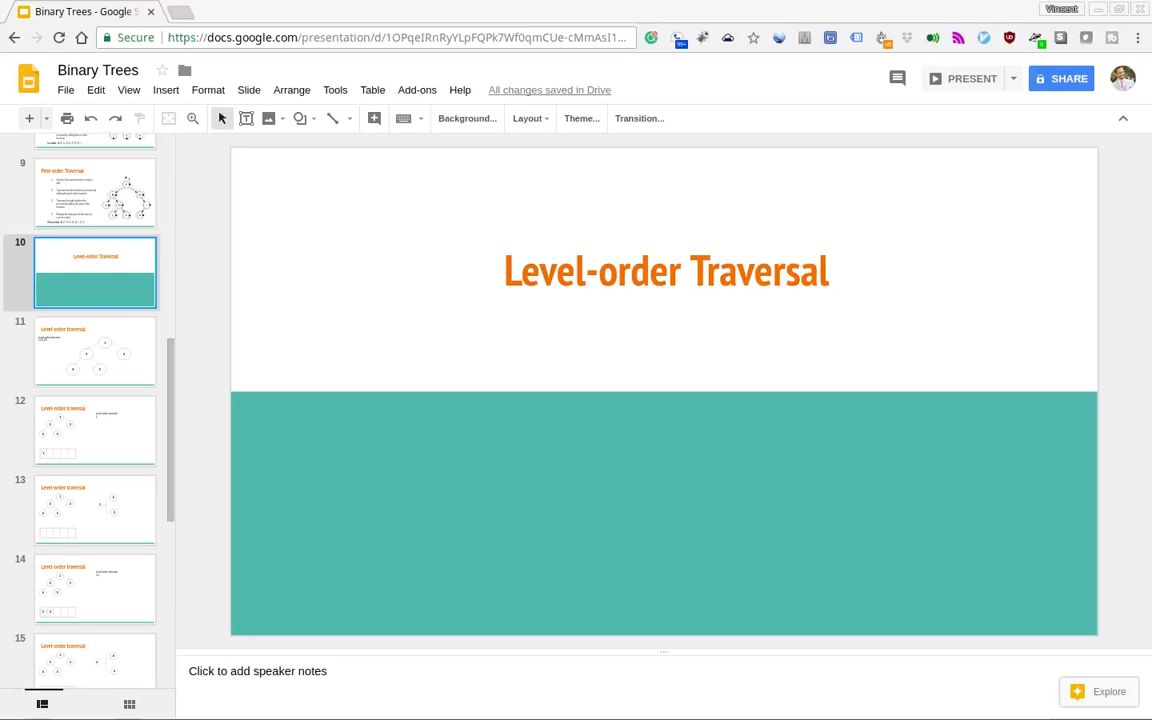 Binary Trees - Google S
Vincent
Secure
https://docs.google.com/presentation/d/1OPqeIRnRyYLpFQPk7Wf0qmCUe-cMmAsI1...
99+
off
Binary Trees
File Edit View Insert Format Slide Arrange Tools Table Add-ons Help All changes saved in Drive
PRESENT
SHARE
Background... Layout Theme... Transition...
9
Post-order Traversal
10
Level-order Traversal
11
Level-order traversal
12
Level-order traversal
13
Level-order traversal
14
Level-order traversal
15
Level-order traversal
Level-order Traversal
Click to add speaker notes
Explore